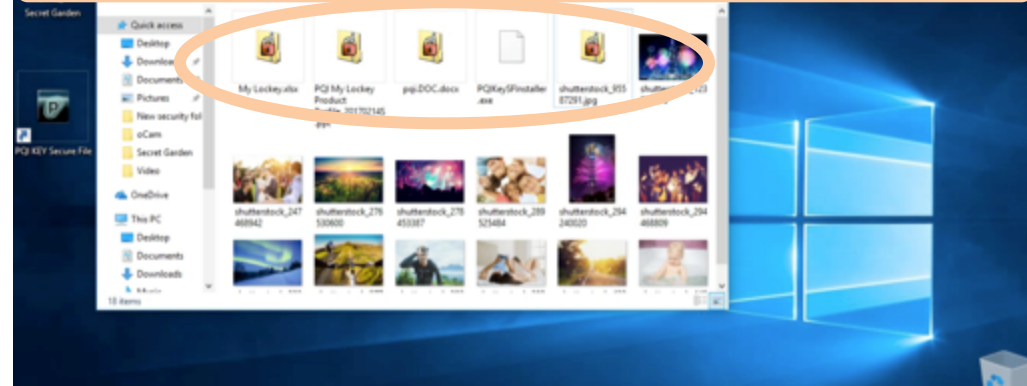 Secret Garden
PQI KEY Secure File
Quick access
Desktop
Documents
Pictures
New security fol
oCam
Secret Garden
Video
OneDrive
This PC
Desktop
Documents
Downloads
18 items
My Lockey.xlsx
PQI My Lockey
Product
pqi.DOC.docx
PQIKeySFInstaller
.exe
shutterstock_955
87291.jpg
shutterstock_247
468942
shutterstock_276
530600
shutterstock_278
453387
shutterstock_289
525484
shutterstock_294
240020
shutterstock_294
468809